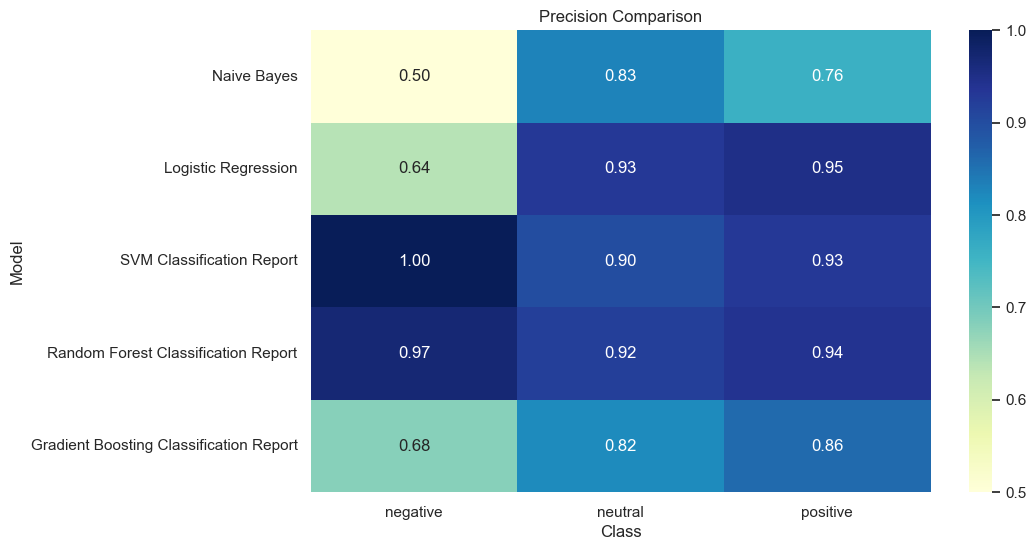 Precision Comparison
Model
Naive Bayes 0.50 0.83 0.76
Logistic Regression 0.64 0.93 0.95
SVM Classification Report 1.00 0.90 0.93
Random Forest Classification Report 0.97 0.92 0.94
Gradient Boosting Classification Report 0.68 0.82 0.86
negative neutral positive
Class
1.0
0.9
0.8
0.7
0.6
0.5